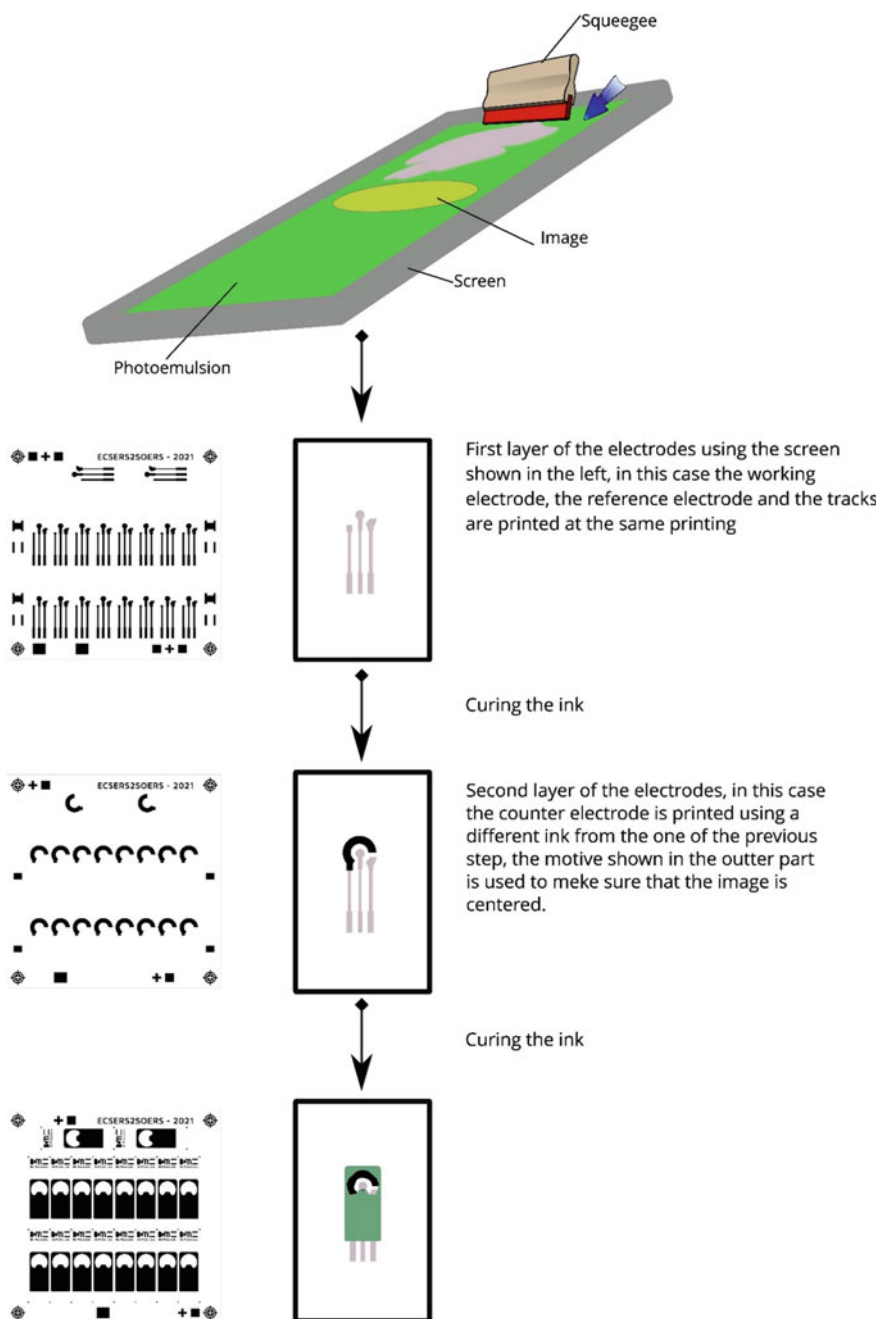 Squeegee
Image
Screen
Photoemulsion
ECSERS2SOERS - 2021
First layer of the electrodes using the screen
shown in the left, in this case the working
electrode, the reference electrode and the tracks
are printed at the same printing
Curing the ink
ECSERS2SOERS - 2021
Second layer of the electrodes, in this case
the counter electrode is printed using a
different ink from the one of the previous
step, the motive shown in the outter part
is used to meke sure that the image is
centered.
Curing the ink
ECSERS2SOERS - 2021